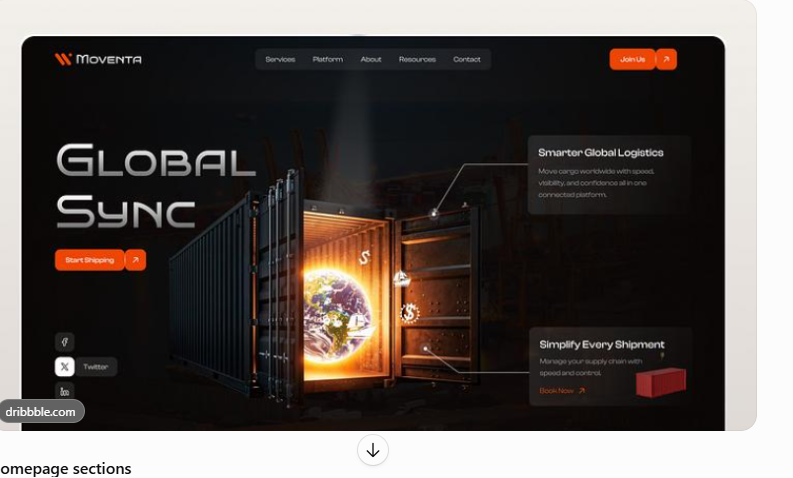 MOVENTA
Services Platform About Resources Contact
Join Us
GLOBAL
SYNC
Start Shipping
Smarter Global Logistics
Move cargo worldwide with speed,
visibility, and confidence all in one
connected platform.
Simplify Every Shipment
Manage your supply chain with
speed and control.
Book Now
f
X
Twitter
in
$
$
dribbble.com
omepage sections